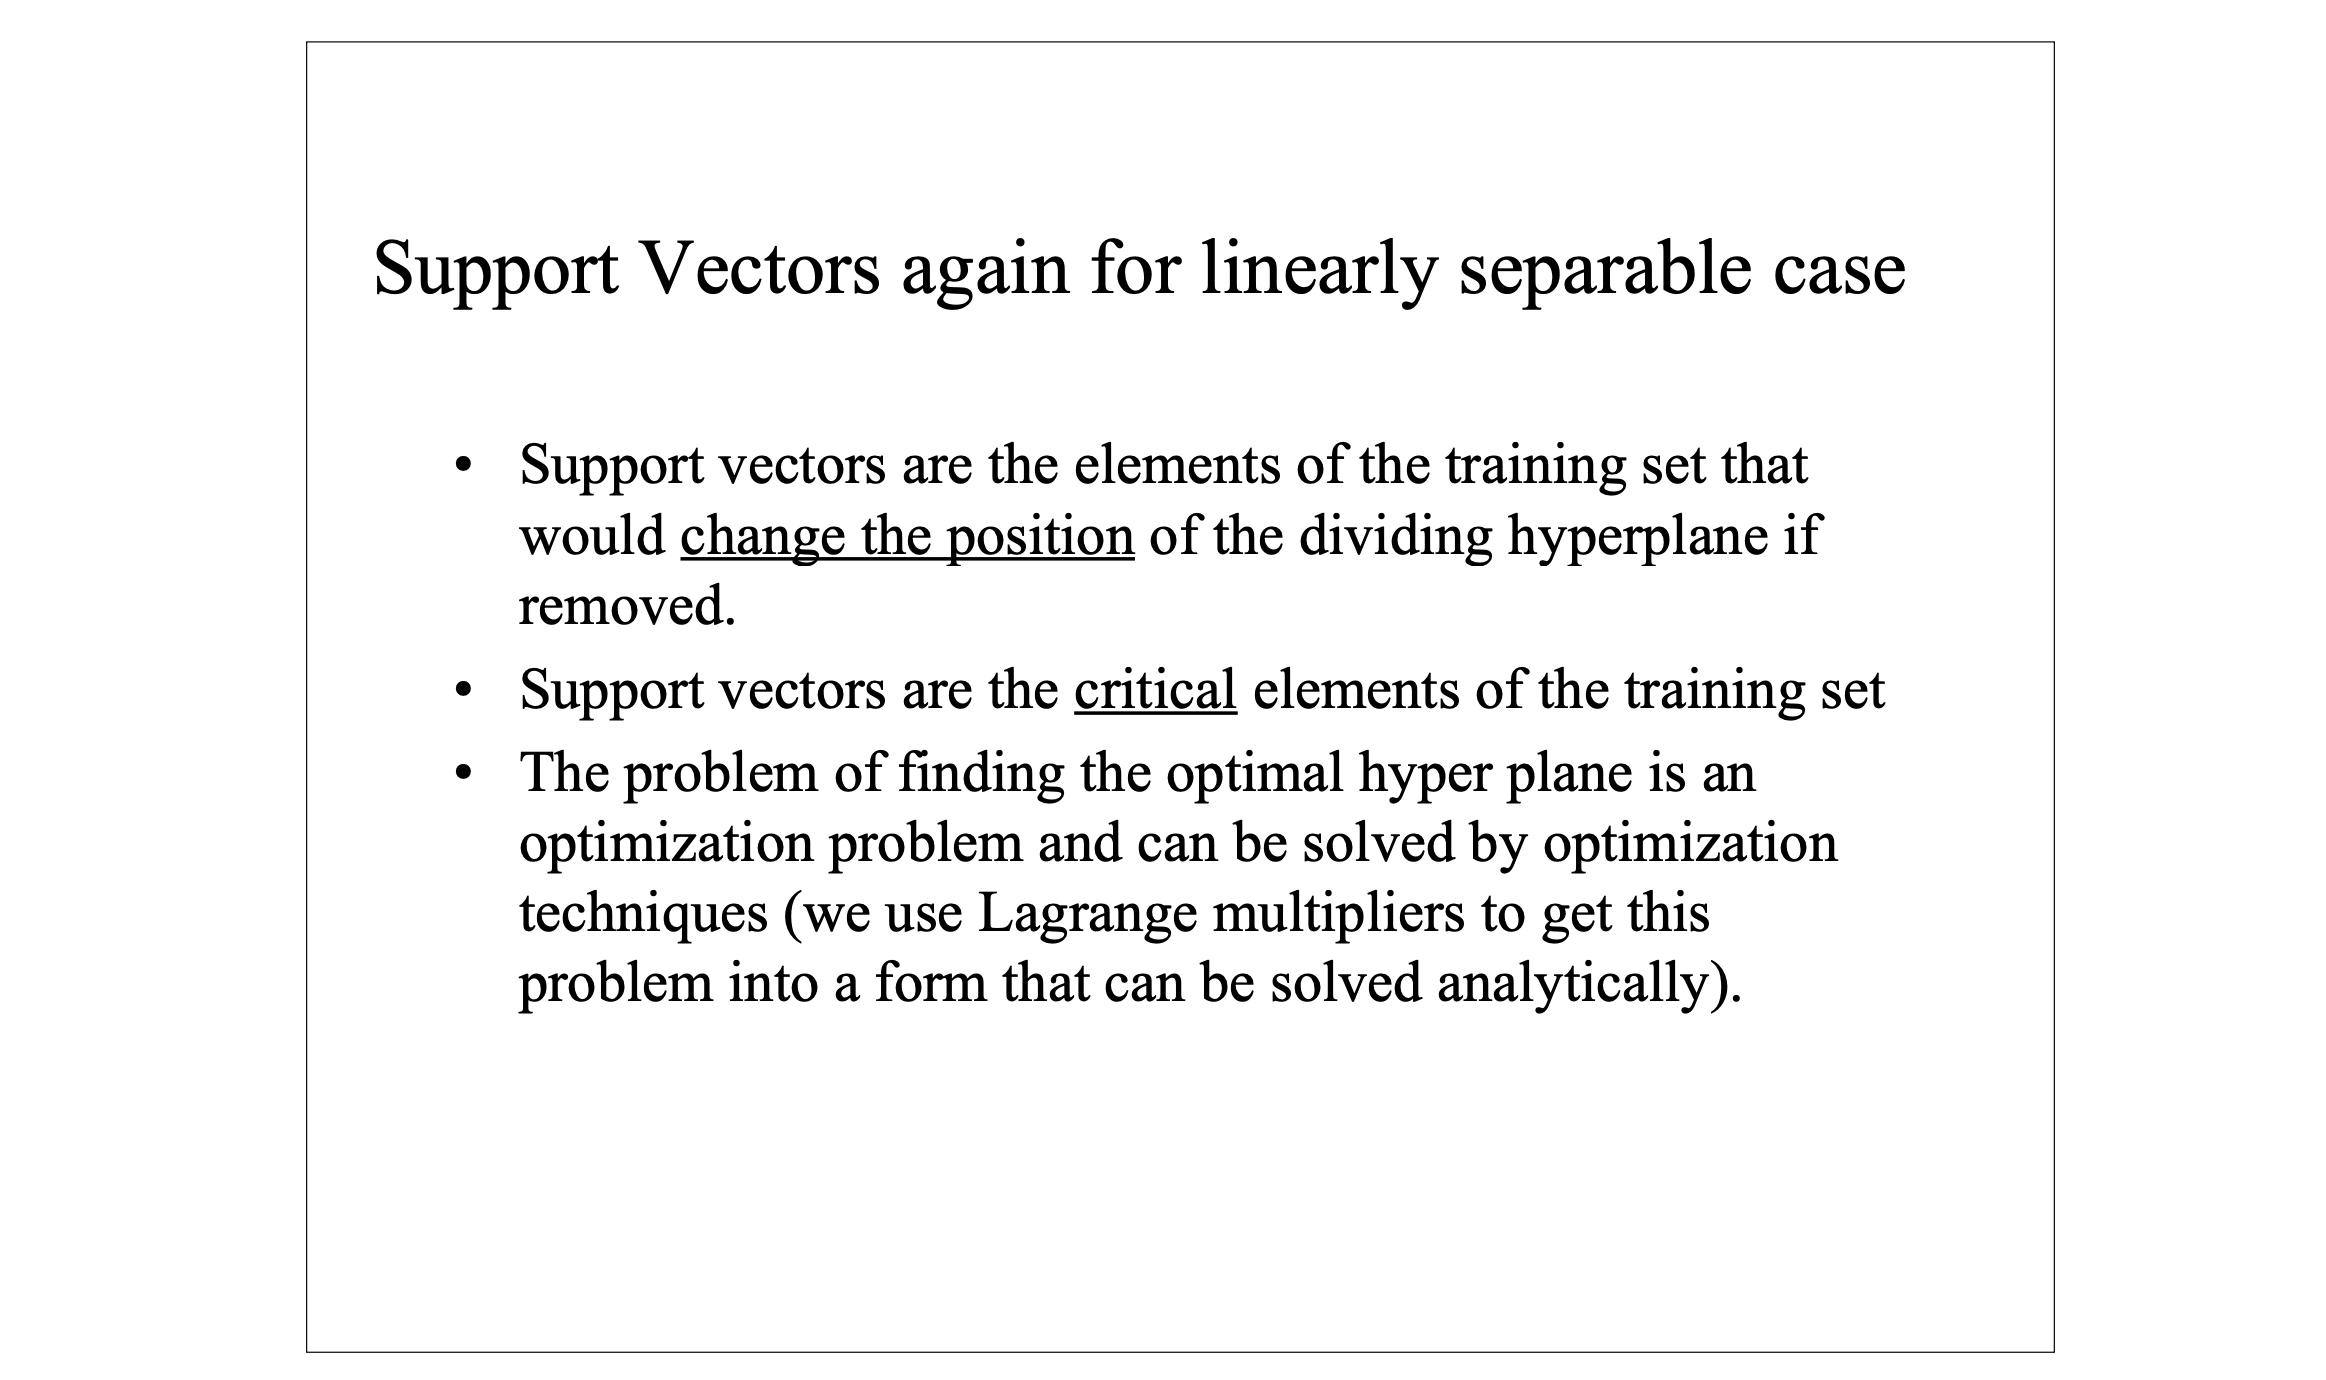 Support Vectors again for linearly separable case
• Support vectors are the elements of the training set that
would change the position of the dividing hyperplane if
removed.
• Support vectors are the critical elements of the training set
• The problem of finding the optimal hyper plane is an
optimization problem and can be solved by optimization
techniques (we use Lagrange multipliers to get this
problem into a form that can be solved analytically).